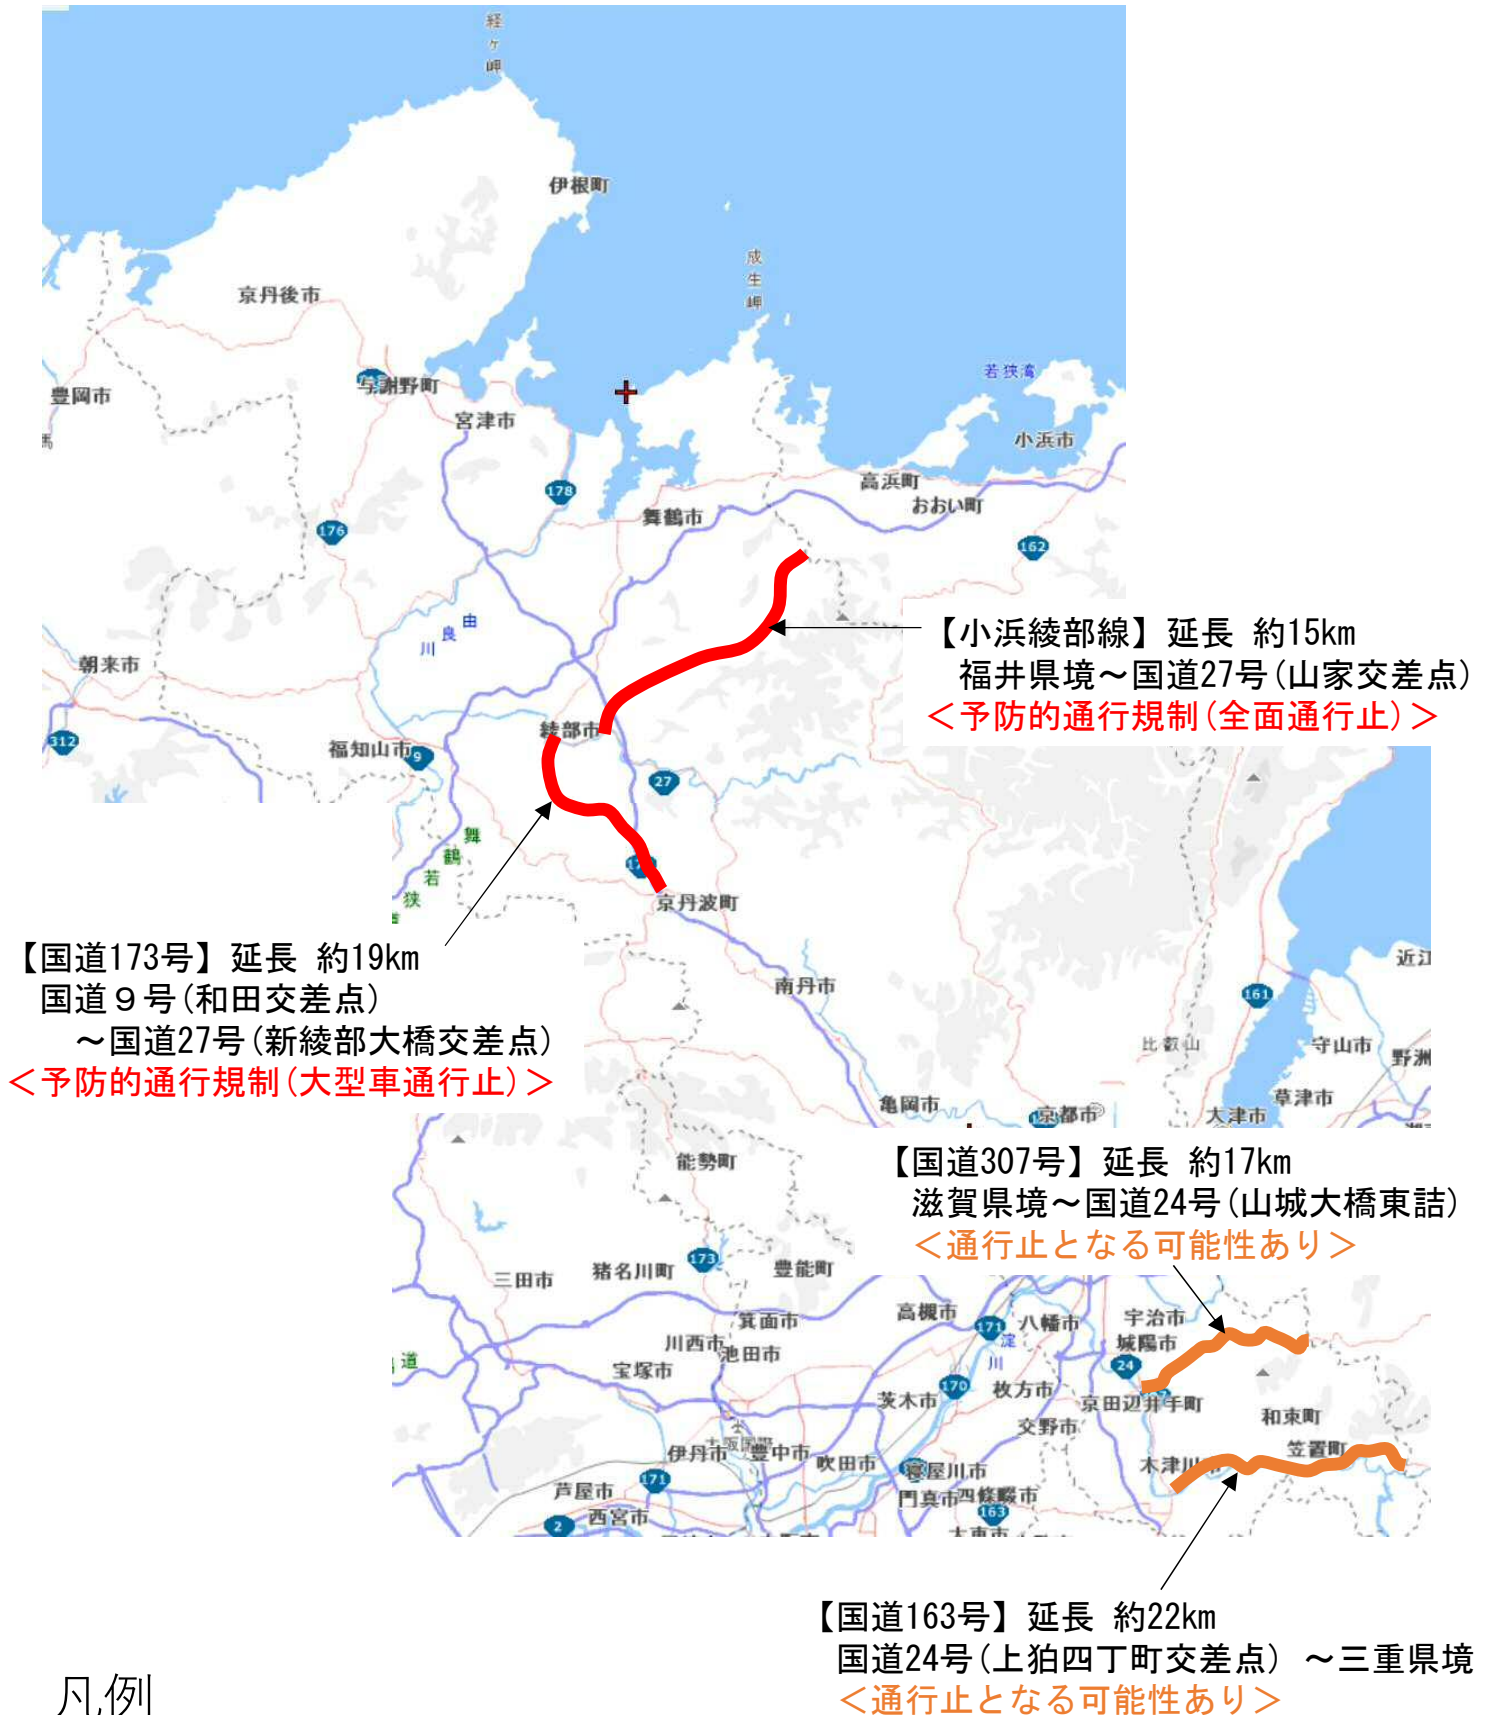 経ヶ岬
伊根町
成生岬
京丹後市
若狭湾
与謝野町
豊岡市
宮津市
小浜市
高浜町
178
おおい町
舞鶴市
176
162
由良川
【小浜綾部線】延長 約15km
福井県境～国道27号(山家交差点)
＜予防的通行規制(全面通行止)＞
朝来市
綾部市
312
福知山市
9
27
舞鶴若狭
京丹波町
【国道173号】延長 約19km
国道９号(和田交差点)
～国道27号(新綾部大橋交差点)
＜予防的通行規制(大型車通行止)＞
近江
南丹市
161
比叡山
守山市
野洲
草津市
亀岡市
京都市
大津市
【国道307号】延長 約17km
滋賀県境～国道24号(山城大橋東詰)
＜通行止となる可能性あり＞
能勢町
173
豊能町
猪名川町
三田市
高槻市
171
八幡市
宇治市
箕面市
城陽市
川西市
池田市
淀川
道
宝塚市
24
茨木市
170
枚方市
京田辺
井手町
和束町
交野市
伊丹市
豊中市
吹田市
笠置町
木津川市
寝屋川市
171
芦屋市
門真市
四條畷市
西宮市
163
2
大東市
【国道163号】延長 約22km
国道24号(上狛四丁町交差点) ～三重県境
＜通行止となる可能性あり＞
凡例